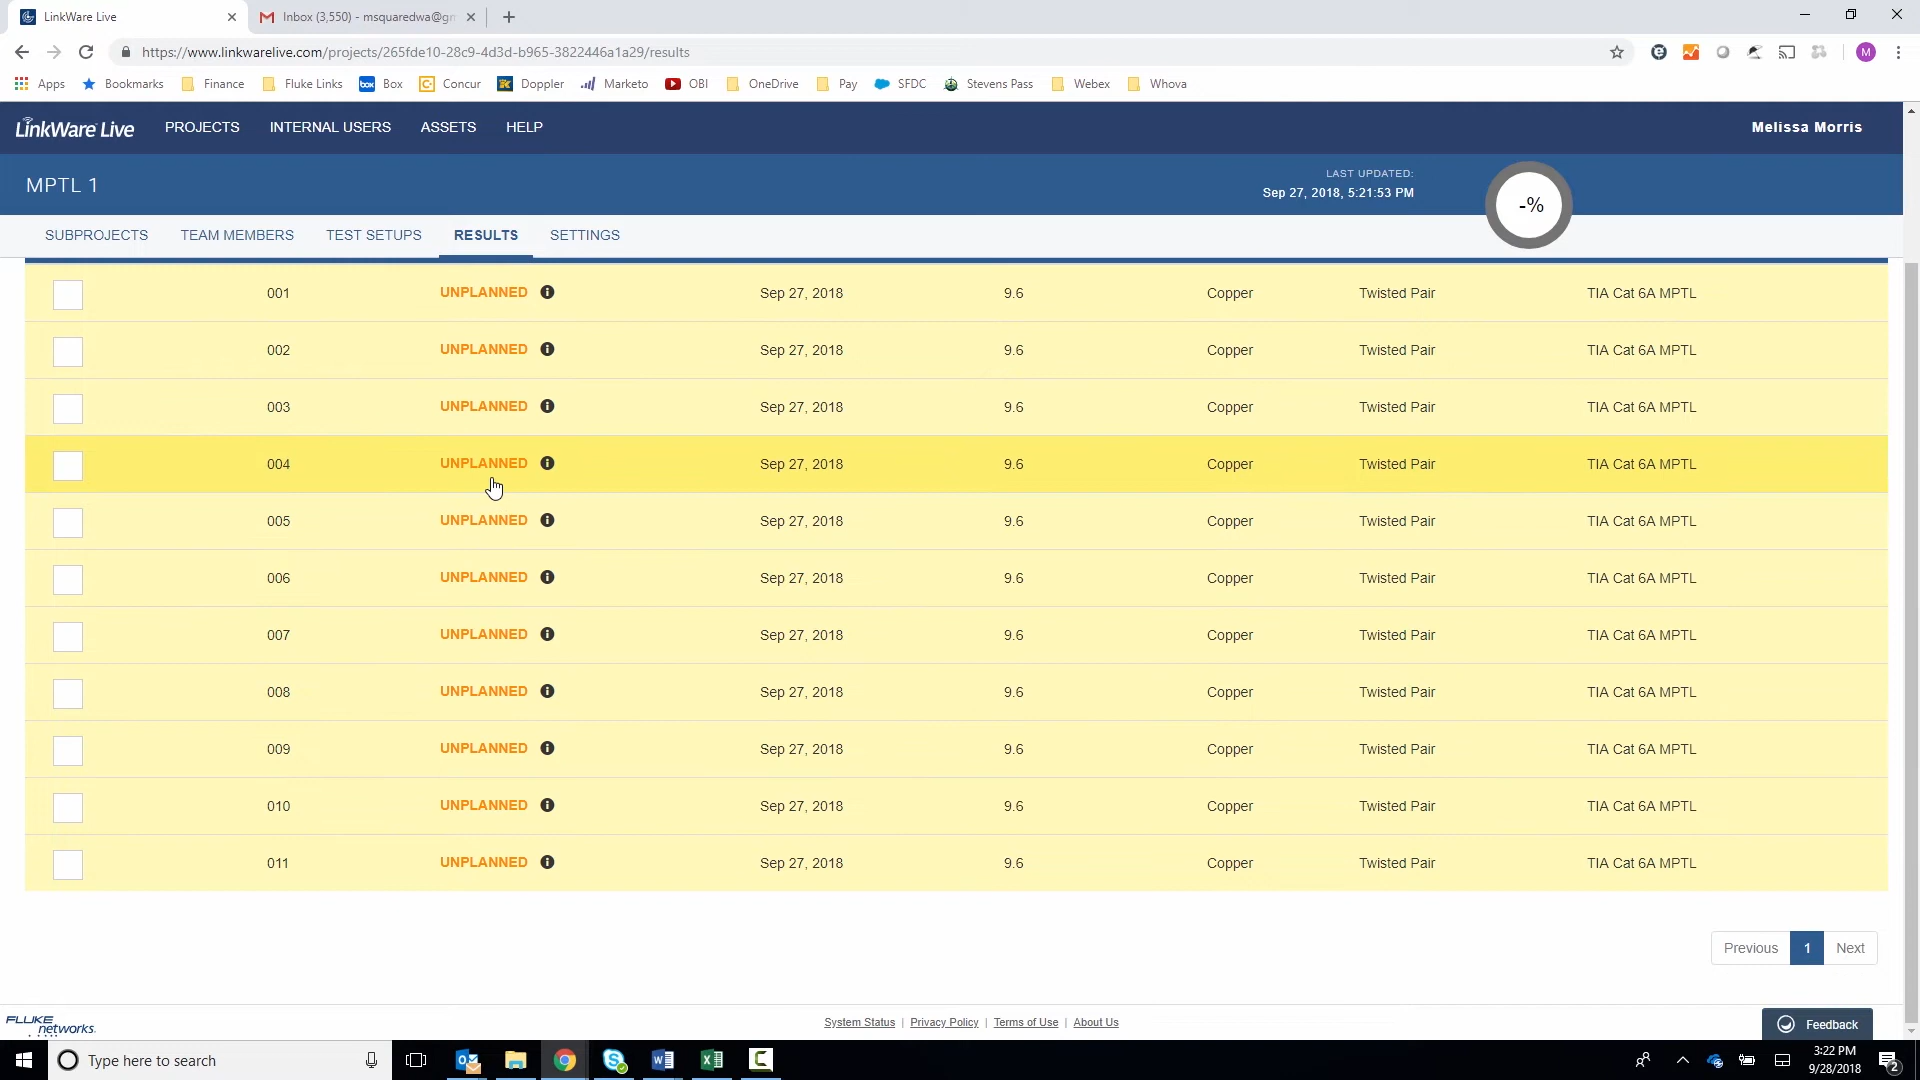 LinkWare Live
Inbox (3,550) - msquaredwa@gm
https://www.linkwarelive.com/projects/265fde10-28c9-4d3d-b965-3822446a1a29/results
Apps Bookmarks Finance Fluke Links Box Concur Doppler Marketo OBI OneDrive Pay SFDC Stevens Pass Webex Whova
LinkWare Live PROJECTS INTERNAL USERS ASSETS HELP Melissa Morris
MPTL 1
LAST UPDATED:
Sep 27, 2018, 5:21:53 PM
-%
SUBPROJECTS TEAM MEMBERS TEST SETUPS RESULTS SETTINGS
001 UNPLANNED Sep 27, 2018 9.6 Copper Twisted Pair TIA Cat 6A MPTL
002 UNPLANNED Sep 27, 2018 9.6 Copper Twisted Pair TIA Cat 6A MPTL
003 UNPLANNED Sep 27, 2018 9.6 Copper Twisted Pair TIA Cat 6A MPTL
004 UNPLANNED Sep 27, 2018 9.6 Copper Twisted Pair TIA Cat 6A MPTL
005 UNPLANNED Sep 27, 2018 9.6 Copper Twisted Pair TIA Cat 6A MPTL
006 UNPLANNED Sep 27, 2018 9.6 Copper Twisted Pair TIA Cat 6A MPTL
007 UNPLANNED Sep 27, 2018 9.6 Copper Twisted Pair TIA Cat 6A MPTL
008 UNPLANNED Sep 27, 2018 9.6 Copper Twisted Pair TIA Cat 6A MPTL
009 UNPLANNED Sep 27, 2018 9.6 Copper Twisted Pair TIA Cat 6A MPTL
010 UNPLANNED Sep 27, 2018 9.6 Copper Twisted Pair TIA Cat 6A MPTL
011 UNPLANNED Sep 27, 2018 9.6 Copper Twisted Pair TIA Cat 6A MPTL
Previous 1 Next
FLUKE networks.
System Status | Privacy Policy | Terms of Use | About Us
Feedback
Type here to search
3:22 PM
9/28/2018
2